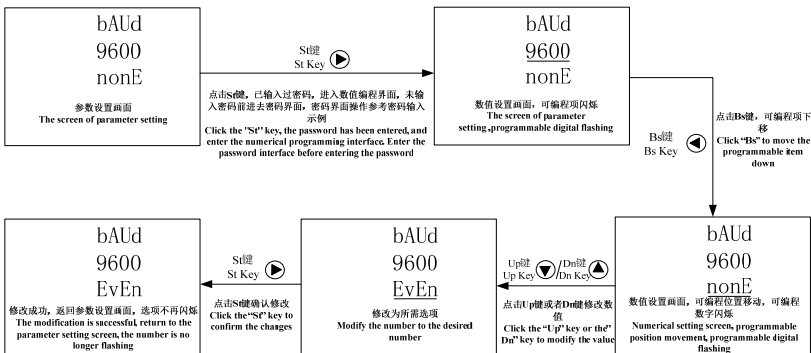 bAUd
9600
nonE
参数设置画面
The screen of parameter setting
St键
St Key
点击St键，已输入过密码，进入数值编程界面，未输
入密码前进去密码界面，密码界面操作参考密码输入
示例
Click the "St" key, the password has been entered, and
enter the numerical programming interface. Enter the
password interface before entering the password
bAUd
9600
nonE
数值设置画面，可编程项闪烁
The screen of parameter
setting,programmable digital flashing
Bs键
Bs Key
点击Bs键，可编程项下
移
Click “Bs” to move the
programmable item
down
bAUd
9600
nonE
数值设置画面，可编程位置移动，可编程
数字闪烁
Numerical setting screen, programmable
position movement, programmable digital
flashing
Up键
Up Key
/Dn键
/Dn Key
点击Up键或者Dn键修改数
值
Click the “Up” key or the”
Dn” key to modify the value
bAUd
9600
EvEn
修改为所需选项
Modify the number to the desired
number
St键
St Key
点击St键确认修改
Click the “St” key to
confirm the changes
bAUd
9600
EvEn
修改成功，返回参数设置画面，选项不再闪烁
The modification is successful, return to the
parameter setting screen, the number is no
longer flashing